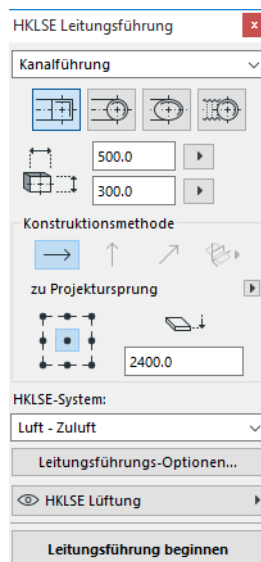 HKLSE Leitungsführung x
Kanalführung
500.0
300.0
Konstruktionsmethode
zu Projektursprung
2400.0
HKLSE-System:
Luft - Zuluft
Leitungsführungs-Optionen...
HKLSE Lüftung
Leitungsführung beginnen